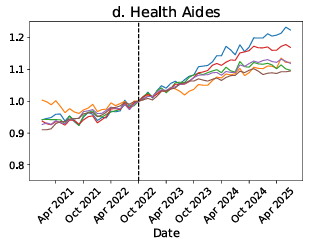 d. Health Aides
1.2
1.1
1.0
0.9
0.8
Apr 2021
Oct 2021
Apr 2022
Oct 2022
Apr 2023
Oct 2023
Apr 2024
Oct 2024
Apr 2025
Date